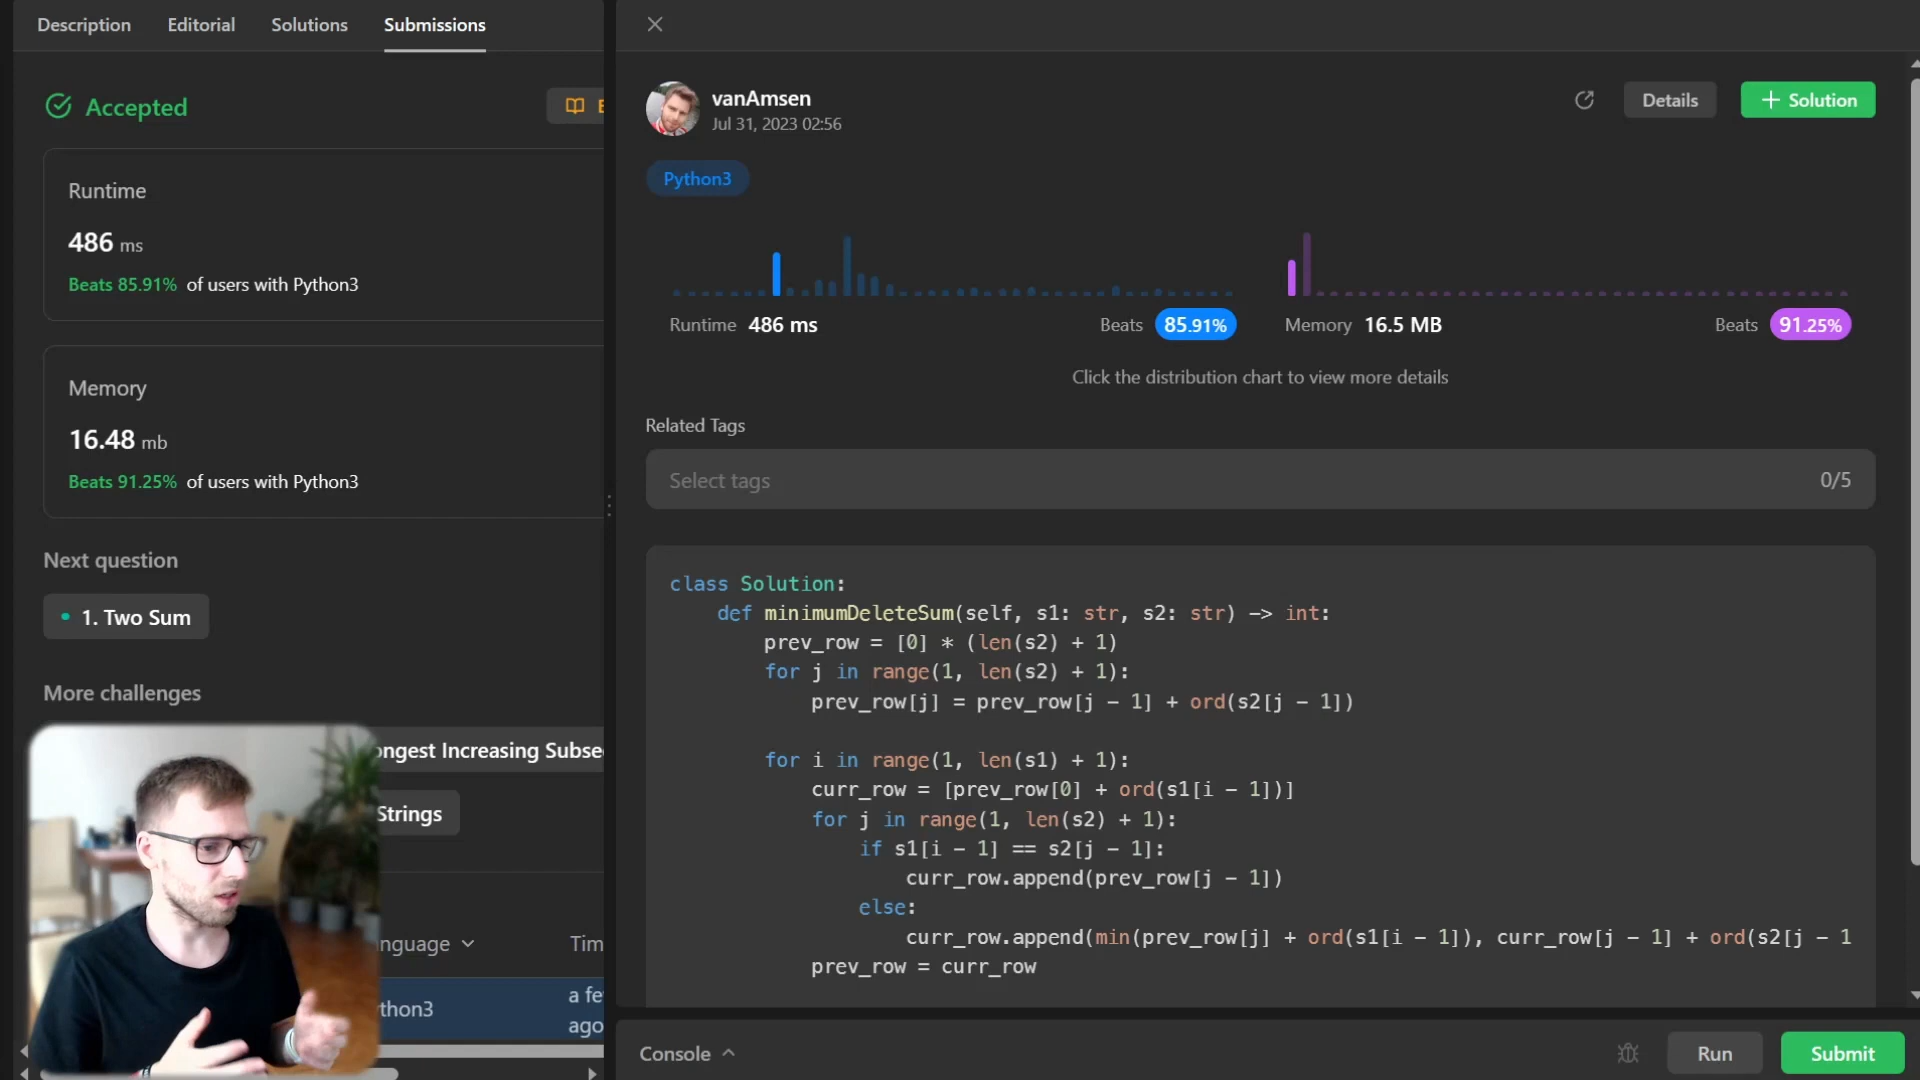 Description Editorial Solutions Submissions
Accepted
Runtime
486 ms
Beats 85.91% of users with Python3
Memory
16.48 mb
Beats 91.25% of users with Python3
Next question
1. Two Sum
More challenges
ongest Increasing Subse
Strings
nguage Tim
thon3 a fe
ago
vanAmsen
Jul 31, 2023 02:56
Details + Solution
Python3
Runtime 486 ms Beats 85.91% Memory 16.5 MB Beats 91.25%
Click the distribution chart to view more details
Related Tags
Select tags 0/5
class Solution:
    def minimumDeleteSum(self, s1: str, s2: str) -> int:
        prev_row = [0] * (len(s2) + 1)
        for j in range(1, len(s2) + 1):
            prev_row[j] = prev_row[j - 1] + ord(s2[j - 1])
        for i in range(1, len(s1) + 1):
            curr_row = [prev_row[0] + ord(s1[i - 1])]
            for j in range(1, len(s2) + 1):
                if s1[i - 1] == s2[j - 1]:
                    curr_row.append(prev_row[j - 1])
                else:
                    curr_row.append(min(prev_row[j] + ord(s1[i - 1]), curr_row[j - 1] + ord(s2[j - 1
            prev_row = curr_row
Console Run Submit